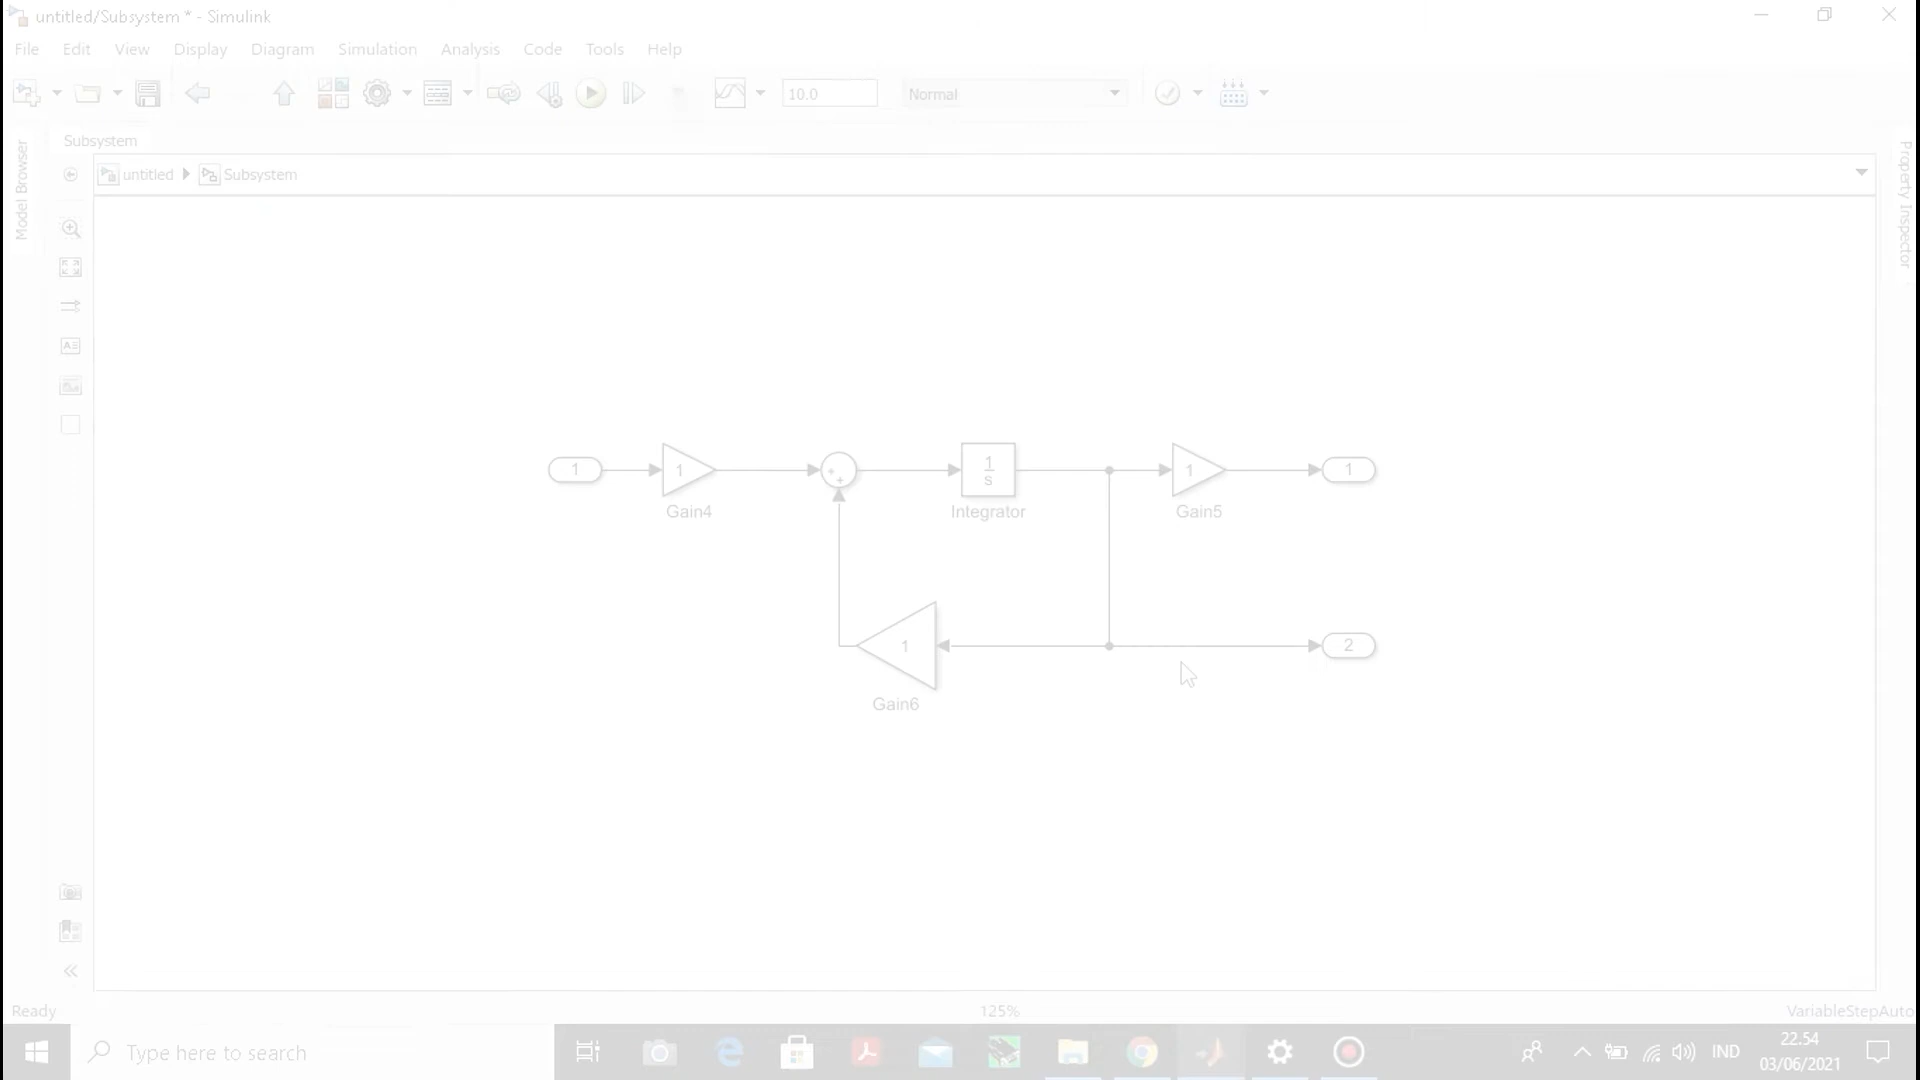 untitled/Subsystem * - Simulink
File Edit View Display Diagram Simulation Analysis Code Tools Help
10.0 Normal
Model Browser
Subsystem
Property Inspector
untitled Subsystem
1 1 + + 1 s 1 1
Gain4 Integrator Gain5
1 2
Gain6
Ready 125% VariableStepAuto
Type here to search IND 22.54
03/06/2021